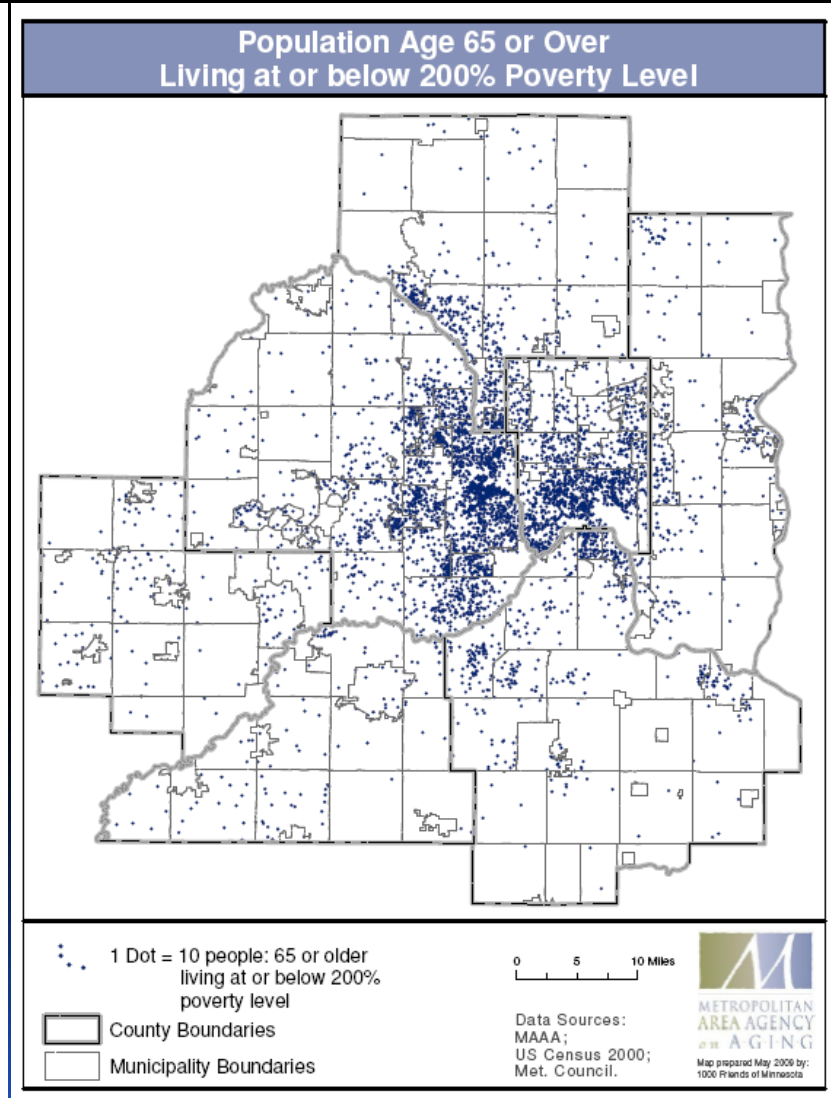 Population Age 65 or Over
Living at or below 200% Poverty Level
1 Dot = 10 people: 65 or older
living at or below 200%
poverty level
County Boundaries
Municipality Boundaries
0 5 10 Miles
Data Sources:
MAAA;
US Census 2000;
Met. Council.
M
METROPOLITAN
AREA AGENCY
on AGING
Map prepared May 2009 by:
1000 Friends of Minnesota